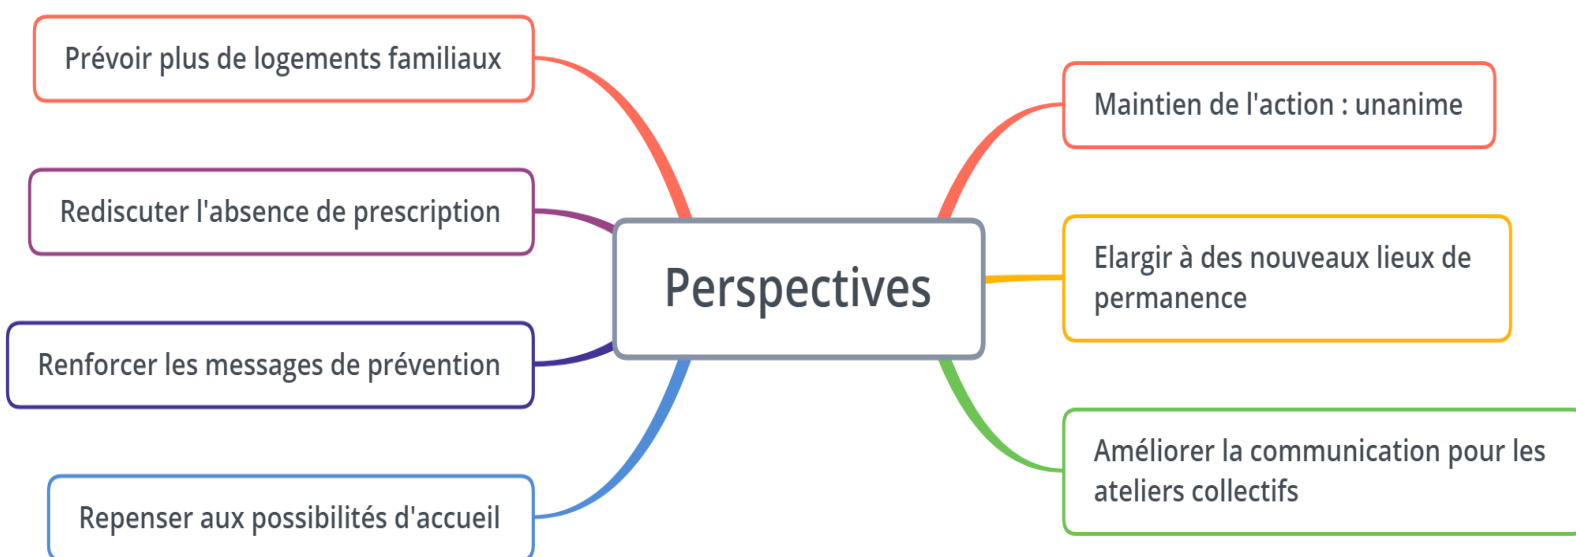 Prévoir plus de logements familiaux
Rediscuter l'absence de prescription
Renforcer les messages de prévention
Repenser aux possibilités d'accueil
Perspectives
Maintien de l'action : unanime
Elargir à des nouveaux lieux de
permanence
Améliorer la communication pour les
ateliers collectifs